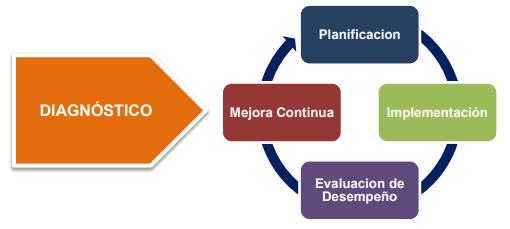 DIAGNÓSTICO
Planificacion
Mejora Continua
Implementación
Evaluacion de
Desempeño